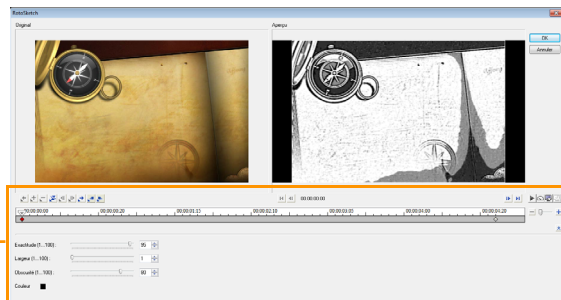 RotoSketch
Original Aperçu
OK
Annuler
00:00:00:00
00:00:00:00 00:00:00:20 00:00:01:15 00:00:02:10 00:00:03:05 00:00:04:00 00:00:04:20
Exactitude (1...100) : 95
Largeur (1...100) : 1
Obscurité (1...100) : 80
Couleur